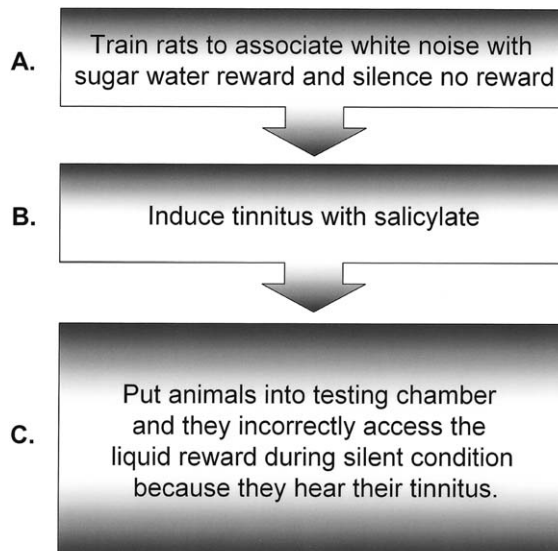 A.
Train rats to associate white noise with
sugar water reward and silence no reward
B.
Induce tinnitus with salicylate
C.
Put animals into testing chamber
and they incorrectly access the
liquid reward during silent condition
because they hear their tinnitus.